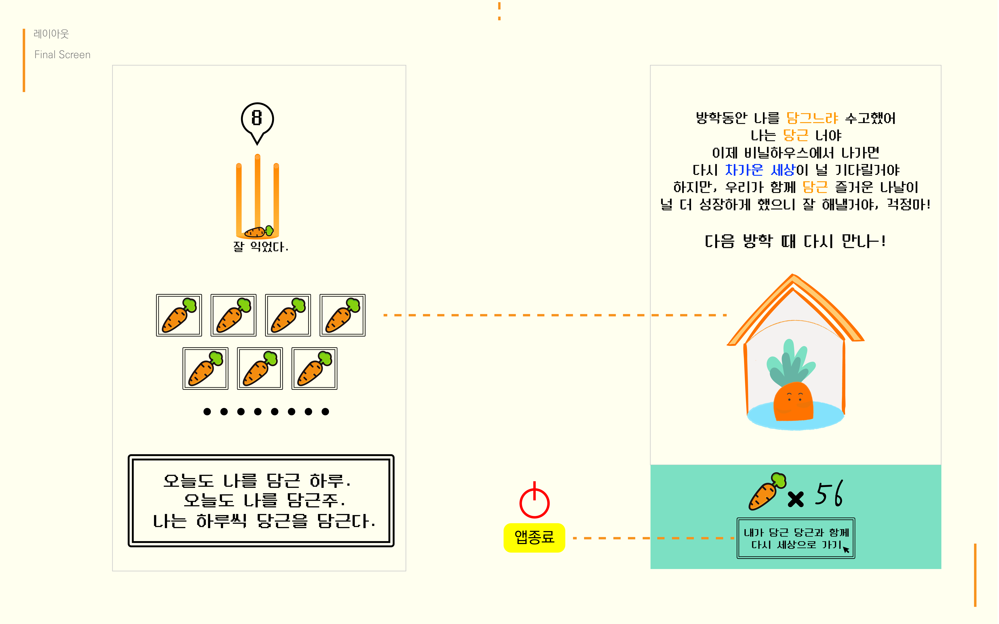 레이아웃
Final Screen
8
잘 익었다.
오늘도 나를 담근 하루.
오늘도 나를 담근주.
나는 하루씩 당근을 담근다.
방학동안 나를 담그느랴 수고했어
나는 당근 너야
이제 비닐하우스에서 나가면
다시 차가운 세상이 널 기다릴거야
하지만, 우리가 함께 담근 즐거운 나날이
널 더 성장하게 했으니 잘 해낼거야, 걱정마!
다음 방학 때 다시 만나~!
× 56
내가 담근 당근과 함께
다시 세상으로 가기
앱종료